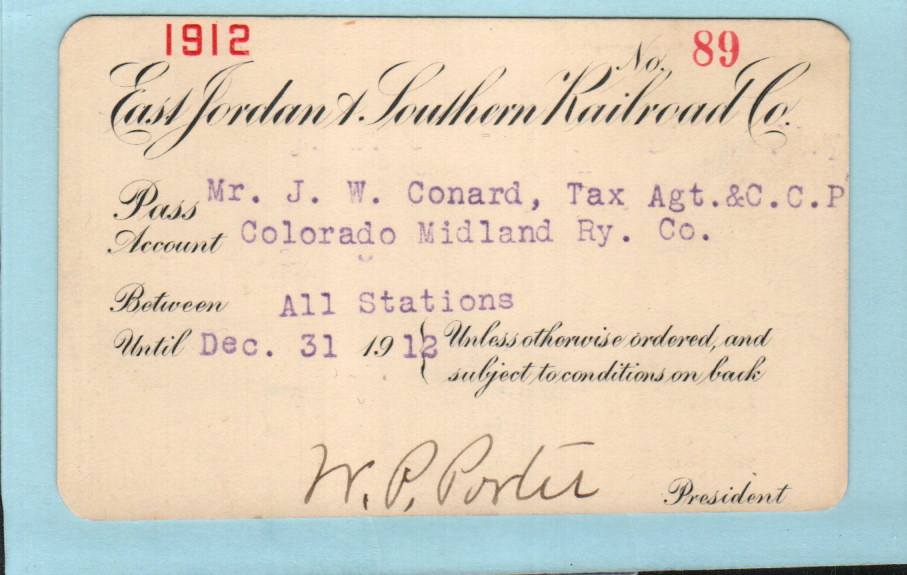 1912 No. 89
East Jordan & Southern Railroad Co.
Pass Mr. J. W. Conard, Tax Agt.&C.C.P
Account Colorado Midland Ry. Co.
Between All Stations
Until Dec. 31 1912 { Unless otherwise ordered, and
subject to conditions on back
W. P. Porter President